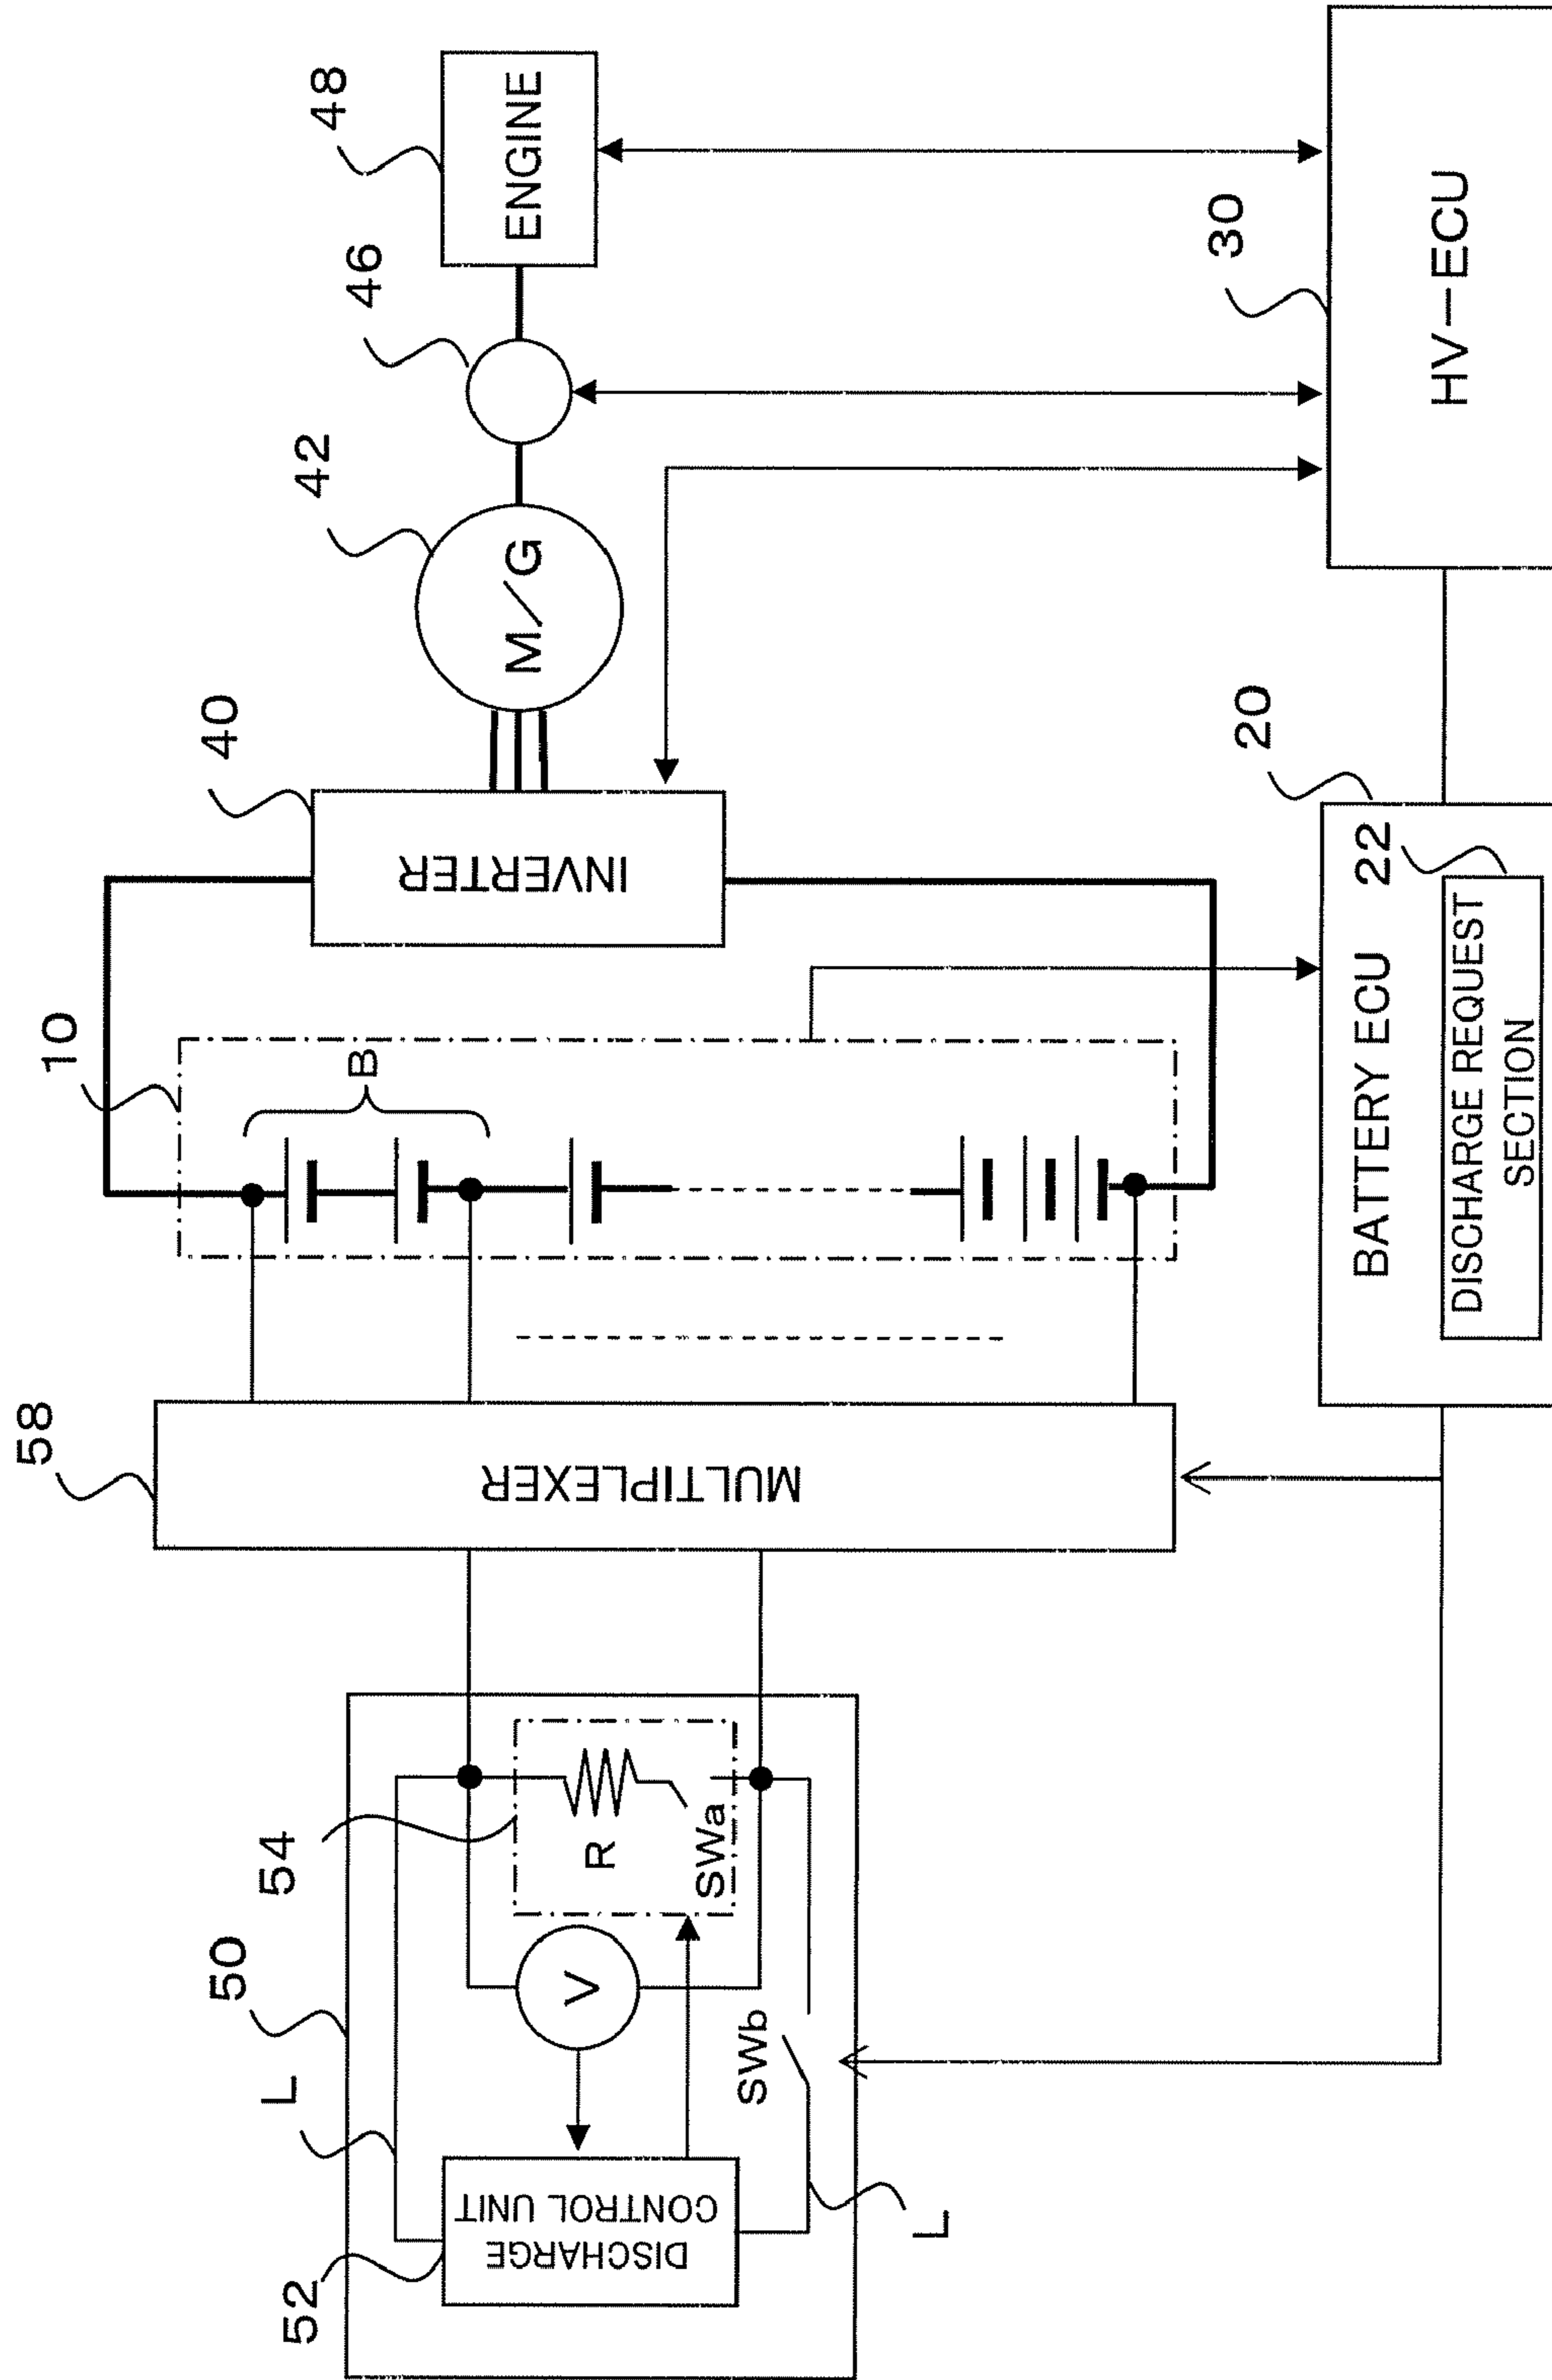 10
40
42
46
48
B
INVERTER
M/G
ENGINE
58
MULTIPLEXER
50
54
L
52
DISCHARGE
CONTROL UNIT
V
R
SWa
SWb
L
20
BATTERY ECU
22
DISCHARGE REQUEST
SECTION
30
HV-ECU